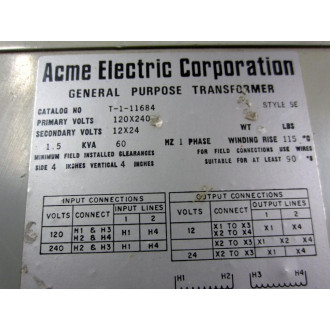 Acme Electric Corporation
GENERAL PURPOSE TRANSFORMER
CATALOG NO T-1-11684 STYLE SE
PRIMARY VOLTS 120X240
SECONDARY VOLTS 12X24 WT LBS
1.5 KVA 60 HZ 1 PHASE WINDING RISE 115 °C
MINIMUM FIELD INSTALLED CLEARANCES FOR FIELD CONNECTIONS USE WIRES
SIDE 4 INCHES VERTICAL 4 INCHES SUITABLE FOR AT LEAST 90 °C
INPUT CONNECTIONS
VOLTS CONNECT INPUT LINES
1 2
120 H1 & H3 H1 H4
H2 & H4
240 H2 & H3 H1 H4
OUTPUT CONNECTIONS
VOLTS CONNECT OUTPUT LINES
1 2
12 X1 TO X3 X1 X4
X2 TO X4
24 X2 TO X3 X1 X4
H1 H2 H3 H4